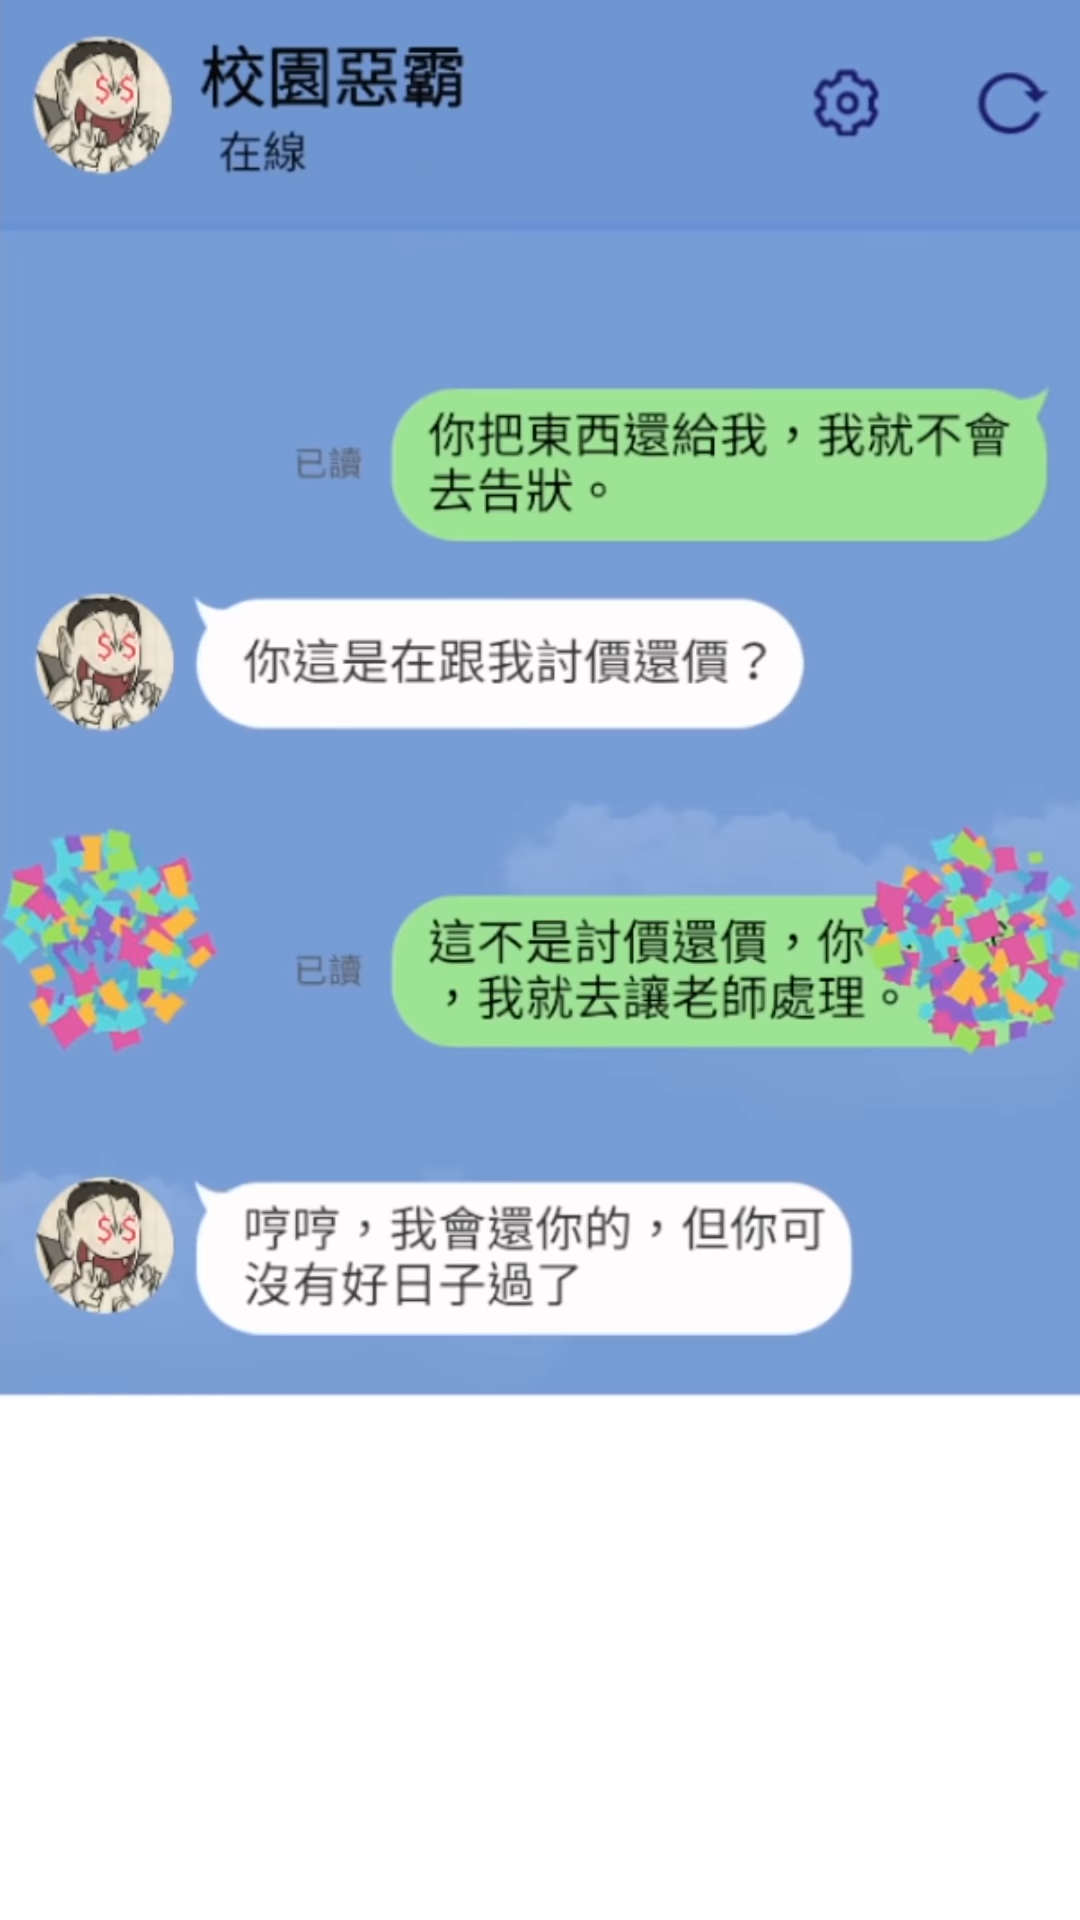 校園惡霸
在線
你把東西還給我，我就不會
去告狀。
已讀
你這是在跟我討價還價？
這不是討價還價，你
，我就去讓老師處理。
已讀
哼哼，我會還你的，但你可
沒有好日子過了